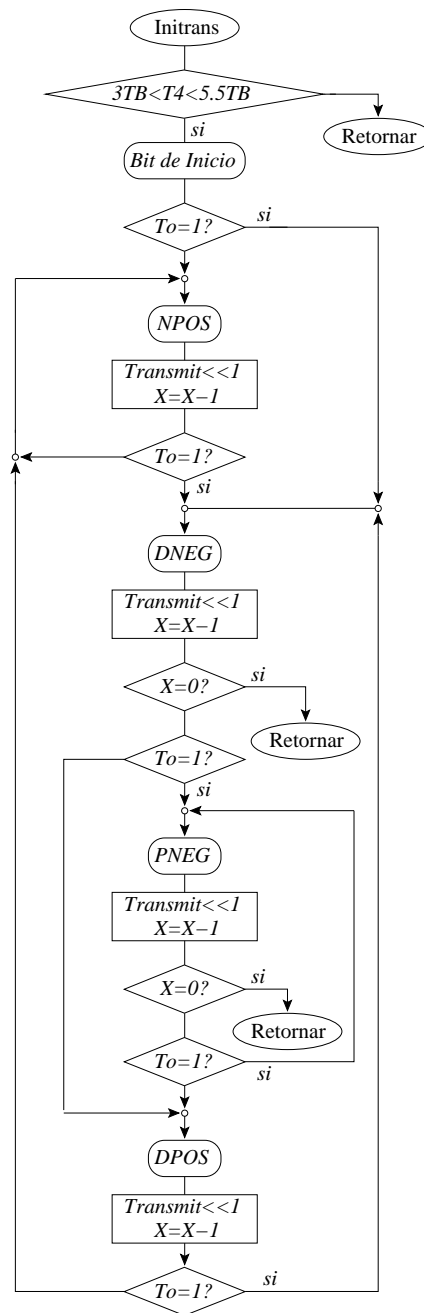 Initrans
3TB<T4<5.5TB
si
Retornar
Bit de Inicio
To=1?
si
NPOS
Transmit<<1
X=X−1
To=1?
si
DNEG
Transmit<<1
X=X−1
X=0?
si
Retornar
To=1?
si
PNEG
Transmit<<1
X=X−1
X=0?
si
Retornar
To=1?
si
DPOS
Transmit<<1
X=X−1
To=1?
si